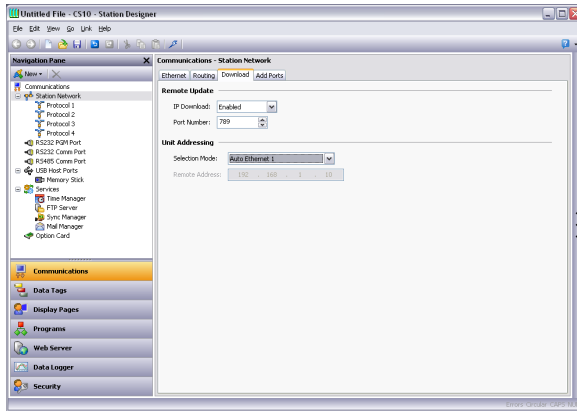 Untitled File - CS10 - Station Designer
File Edit View Go Link Help
Navigation Pane
New
Communications
Station Network
Protocol 1
Protocol 2
Protocol 3
Protocol 4
RS232 PGM Port
RS232 Comm Port
RS485 Comm Port
USB Host Ports
Memory Stick
Services
Time Manager
FTP Server
Sync Manager
Mail Manager
Option Card
Communications
Data Tags
Display Pages
Programs
Web Server
Data Logger
Security
Communications - Station Network
Ethernet Routing Download Add Ports
Remote Update
IP Download: Enabled
Port Number: 789
Unit Addressing
Selection Mode: Auto Ethernet 1
Remote Address: 192 . 168 . 1 . 10
Errors Circular CAPS